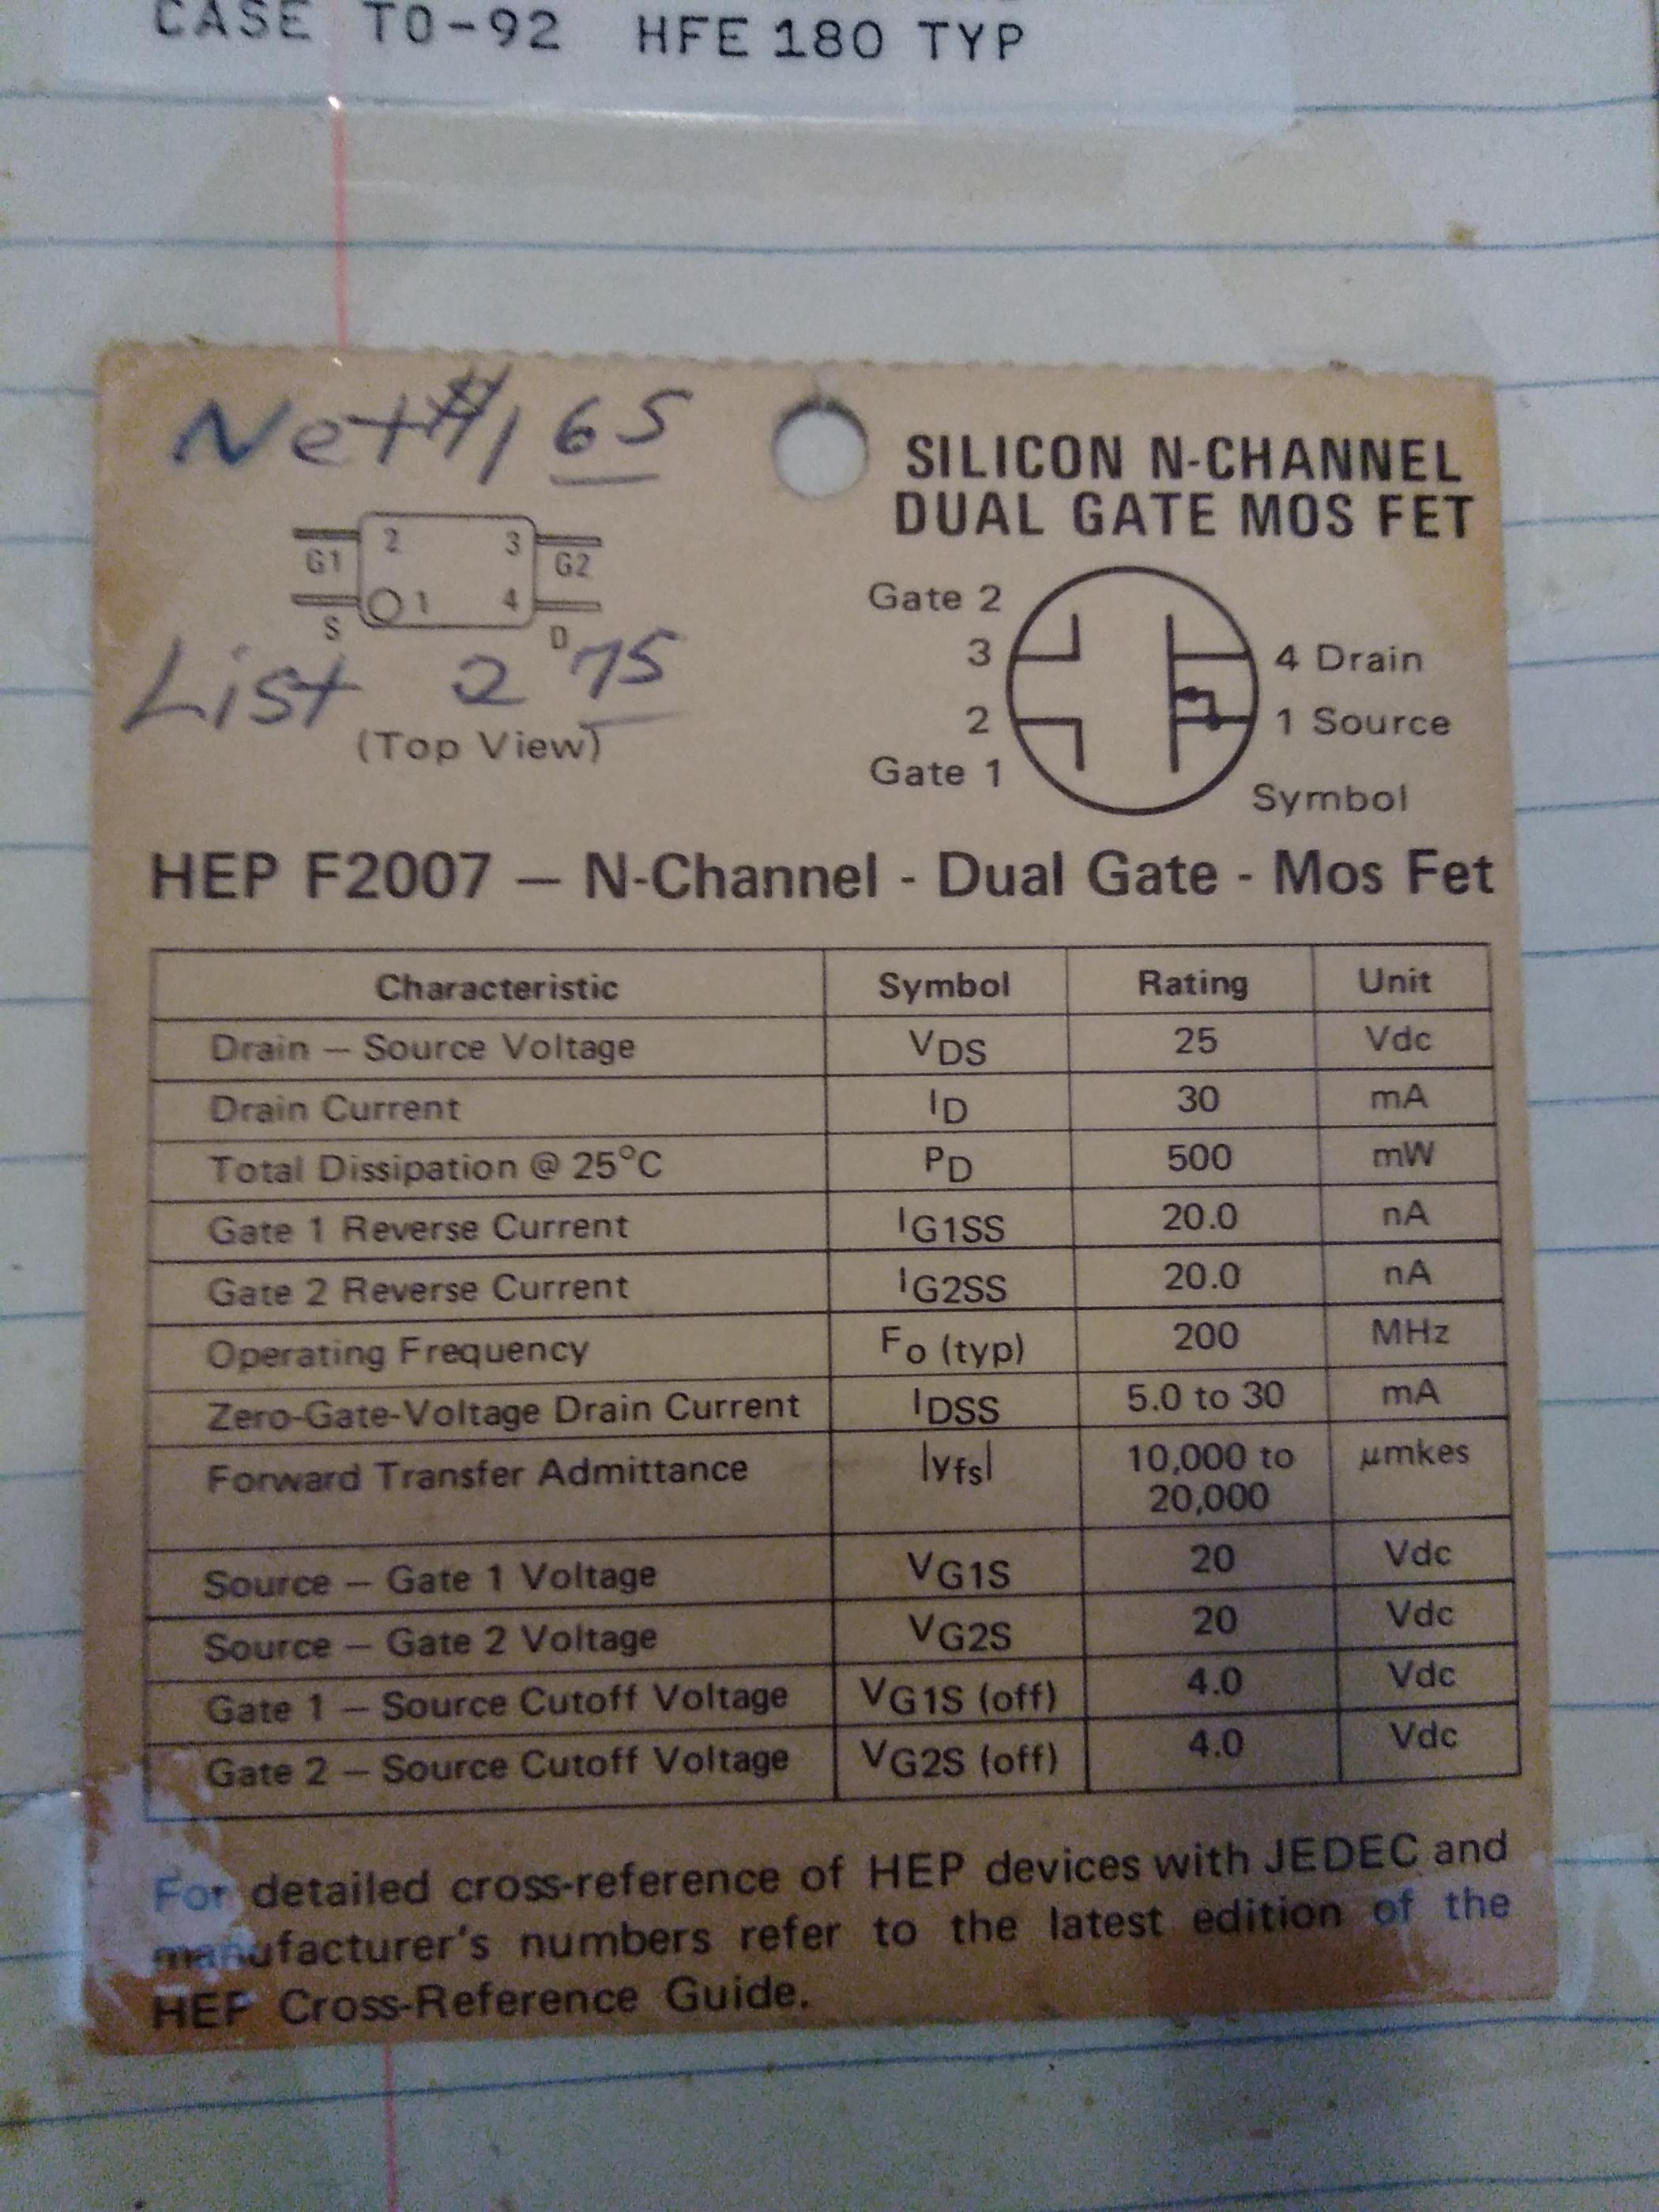 CASE TO-92 HFE 180 TYP
Net $1 65
SILICON N-CHANNEL
DUAL GATE MOS FET
G1 2 3 G2
S 1 4 D
List 2 75
(Top View)
Gate 2
3
4 Drain
2
1 Source
Gate 1
Symbol
HEP F2007 — N-Channel - Dual Gate - Mos Fet
Characteristic Symbol Rating Unit
Drain — Source Voltage VDS 25 Vdc
Drain Current ID 30 mA
Total Dissipation @ 25°C PD 500 mW
Gate 1 Reverse Current IG1SS 20.0 nA
Gate 2 Reverse Current IG2SS 20.0 nA
Operating Frequency FO (typ) 200 MHz
Zero-Gate-Voltage Drain Current IDSS 5.0 to 30 mA
Forward Transfer Admittance |yfs| 10,000 to µmkes
20,000
Source — Gate 1 Voltage VG1S 20 Vdc
Source — Gate 2 Voltage VG2S 20 Vdc
Gate 1 — Source Cutoff Voltage VG1S (off) 4.0 Vdc
Gate 2 — Source Cutoff Voltage VG2S (off) 4.0 Vdc
For detailed cross-reference of HEP devices with JEDEC and
manufacturer's numbers refer to the latest edition of the
HEP Cross-Reference Guide.